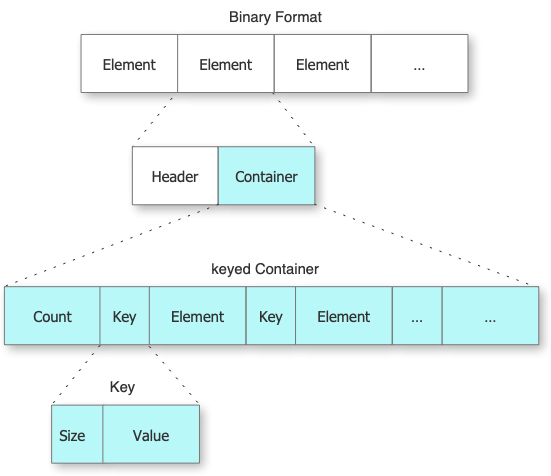 Binary Format
Element Element Element ...
Header Container
keyed Container
Count Key Element Key Element ... ...
Key
Size Value